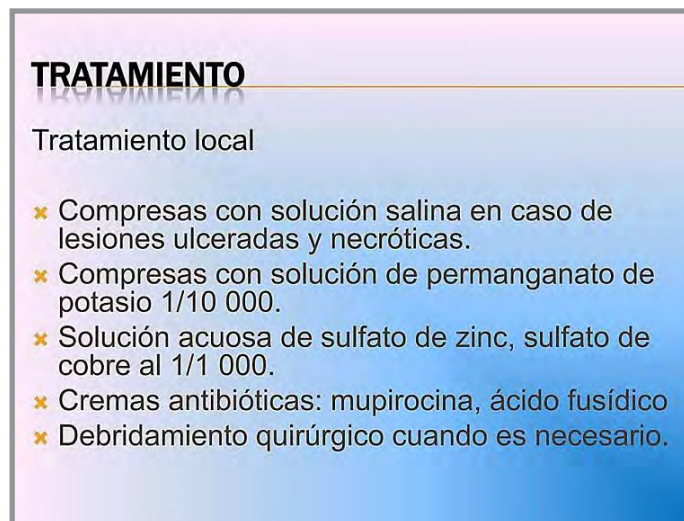 TRATAMIENTO
Tratamiento local
Compresas con solución salina en caso de
lesiones ulceradas y necróticas.
Compresas con solución de permanganato de
potasio 1/10 000.
Solución acuosa de sulfato de zinc, sulfato de
cobre al 1/1 000.
Cremas antibióticas: mupirocina, ácido fusídico
Debridamiento quirúrgico cuando es necesario.